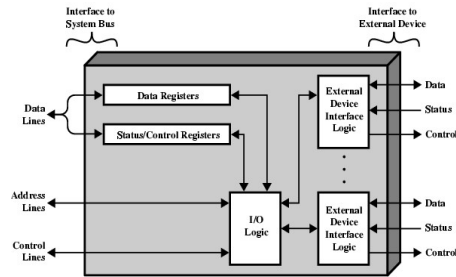 Interface to
System Bus
Interface to
External Device
Data
Lines
Data Registers
Status/Control Registers
External
Device
Interface
Logic
Data
Status
Control
Address
Lines
I/O
Logic
Control
Lines
External
Device
Interface
Logic
Data
Status
Control